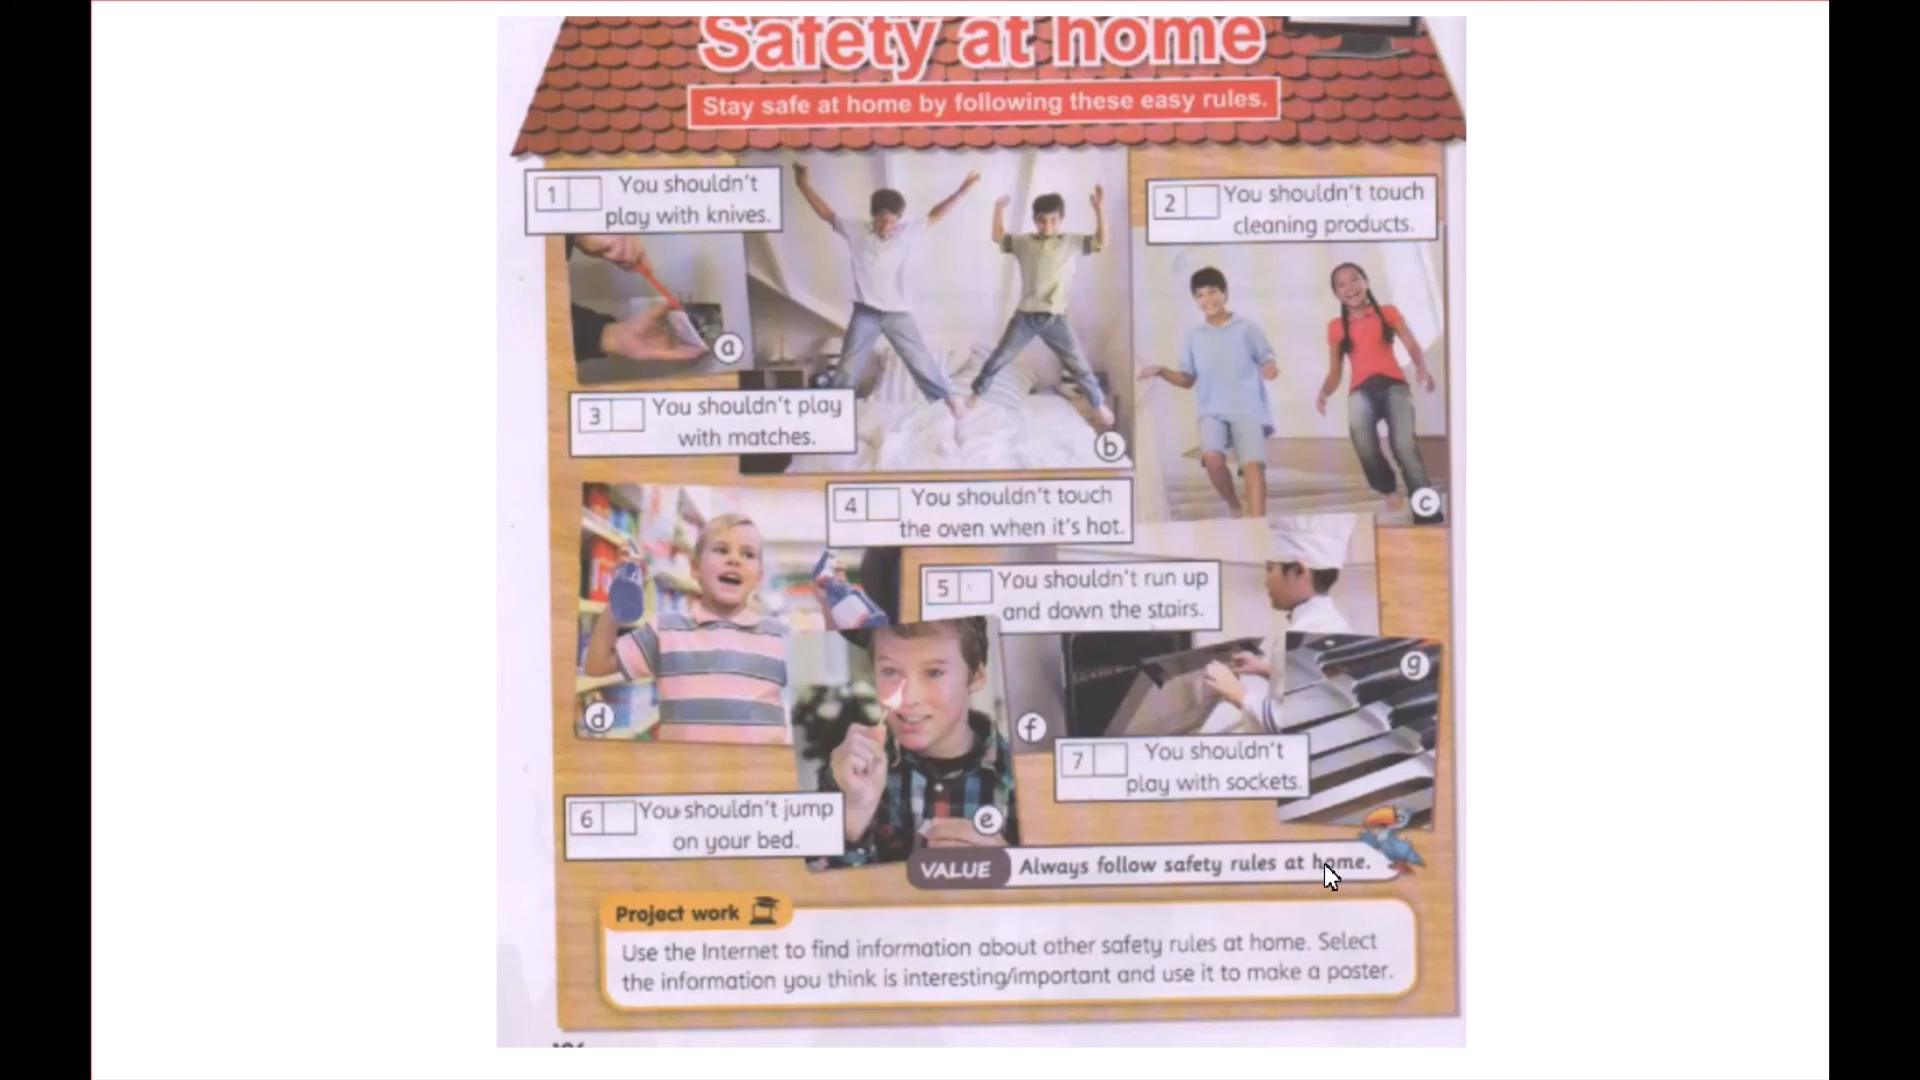 Safety at home
Stay safe at home by following these easy rules.
1 You shouldn't
play with knives.
2 You shouldn't touch
cleaning products.
a
3 You shouldn't play
with matches.
b
c
4 You shouldn't touch
the oven when it's hot.
5 You shouldn't run up
and down the stairs.
g
d
f
7 You shouldn't
play with sockets.
6 You shouldn't jump
on your bed.
e
VALUE Always follow safety rules at home.
Project work
Use the Internet to find information about other safety rules at home. Select
the information you think is interesting/important and use it to make a poster.